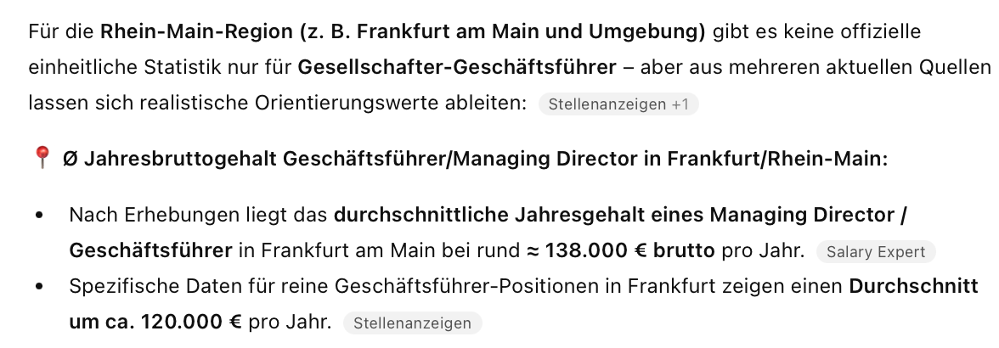 Für die Rhein-Main-Region (z. B. Frankfurt am Main und Umgebung) gibt es keine offizielle
einheitliche Statistik nur für Gesellschafter-Geschäftsführer – aber aus mehreren aktuellen Quellen
lassen sich realistische Orientierungswerte ableiten: Stellenanzeigen +1
📍 Ø Jahresbruttogehalt Geschäftsführer/Managing Director in Frankfurt/Rhein-Main:
• Nach Erhebungen liegt das durchschnittliche Jahresgehalt eines Managing Director /
Geschäftsführer in Frankfurt am Main bei rund ≈ 138.000 € brutto pro Jahr. Salary Expert
• Spezifische Daten für reine Geschäftsführer-Positionen in Frankfurt zeigen einen Durchschnitt
um ca. 120.000 € pro Jahr. Stellenanzeigen